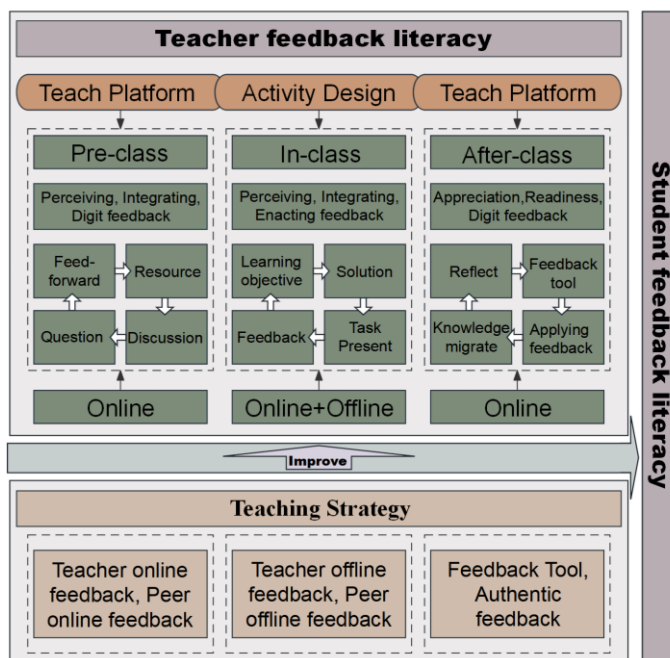 Teacher feedback literacy
Teach Platform
Activity Design
Teach Platform
Pre-class
In-class
After-class
Perceiving, Integrating,
Digit feedback
Perceiving, Integrating,
Enacting feedback
Appreciation,Readiness,
Digit feedback
Feed-
forward
Resource
Question
Discussion
Learning
objective
Solution
Feedback
Task
Present
Reflect
Feedback
tool
Knowledge
migrate
Applying
feedback
Online
Online+Offline
Online
Improve
Teaching Strategy
Teacher online
feedback, Peer
online feedback
Teacher offline
feedback, Peer
offline feedback
Feedback Tool,
Authentic
feedback
Student feedback literacy